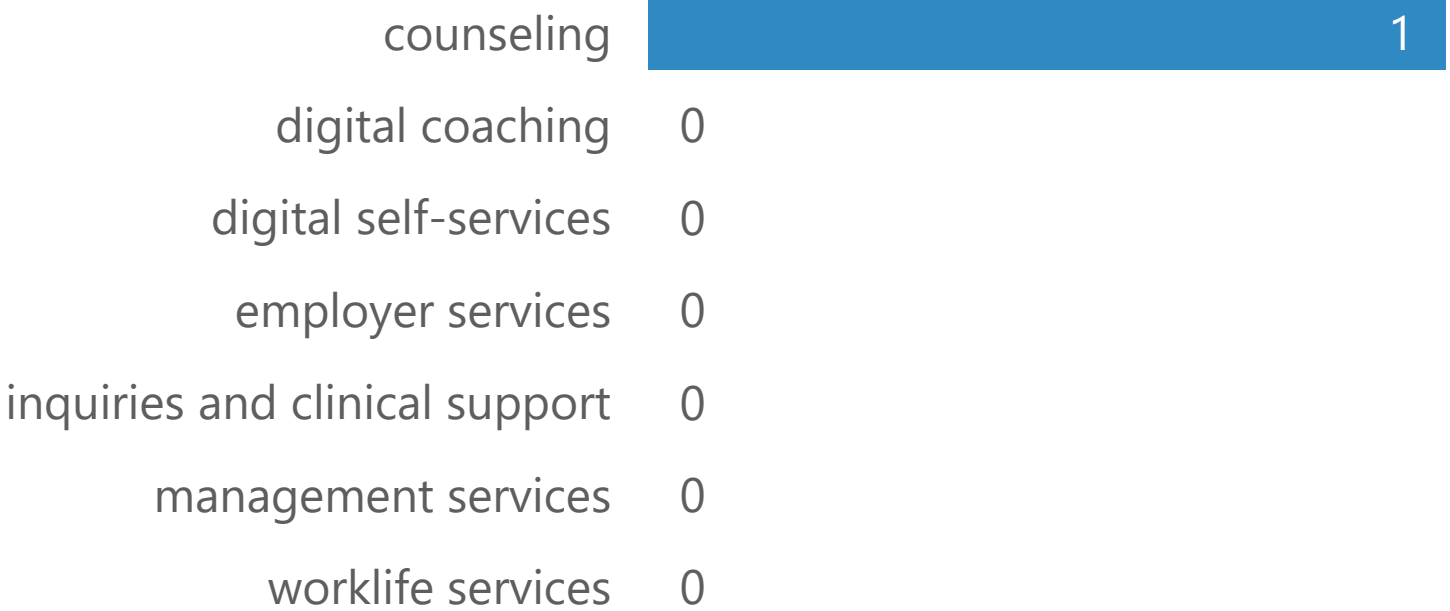 counseling 1
digital coaching 0
digital self-services 0
employer services 0
inquiries and clinical support 0
management services 0
worklife services 0